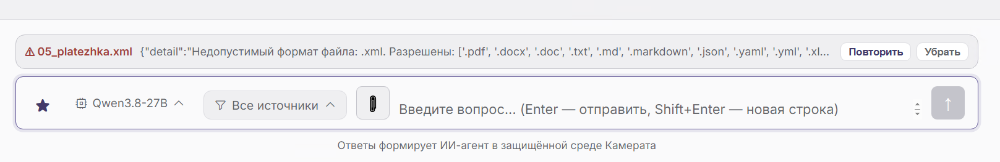 05_platezhka.xml {"detail":"Недопустимый формат файла: .xml. Разрешены: ['.pdf', '.docx', '.doc', '.txt', '.md', '.markdown', '.json', '.yaml', '.yml', '.xl... Повторить Убрать
Qwen3.8-27B Все источники Введите вопрос... (Enter — отправить, Shift+Enter — новая строка)
Ответы формирует ИИ-агент в защищённой среде Камерата